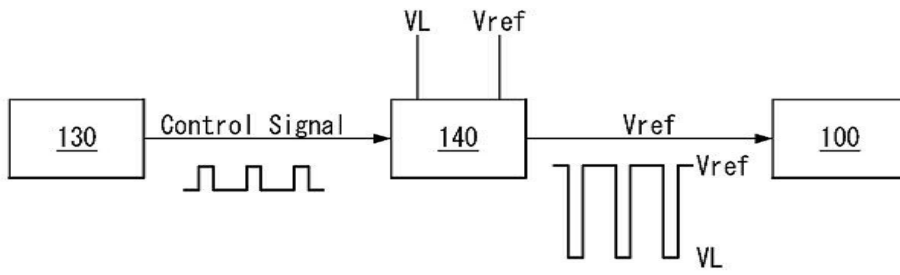 VL
Vref
130
Control Signal
140
Vref
100
Vref
VL